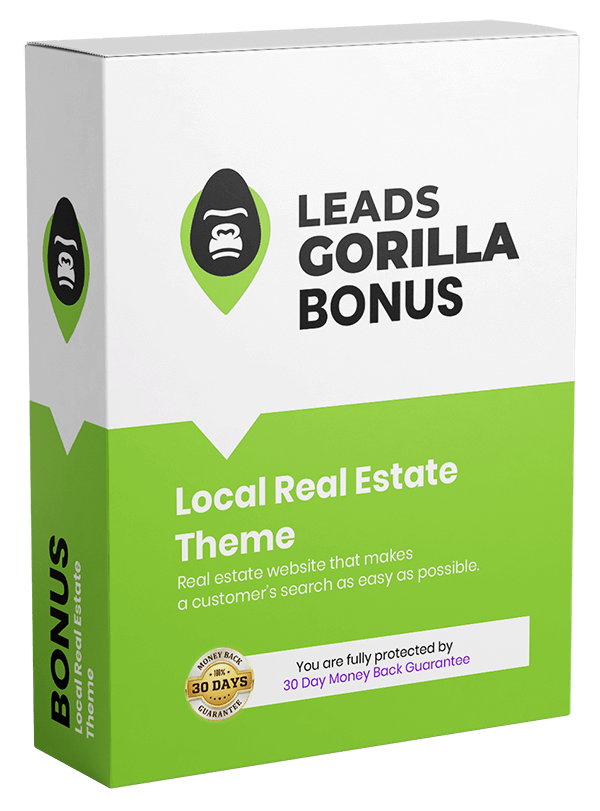 LEADS
GORILLA
BONUS
Local Real Estate
Theme
Real estate website that makes
a customer's search as easy as possible.
You are fully protected by
30 Day Money Back Guarantee
MONEY BACK
100%
30 DAYS
GUARANTEE
BONUS
Local Real Estate
Theme